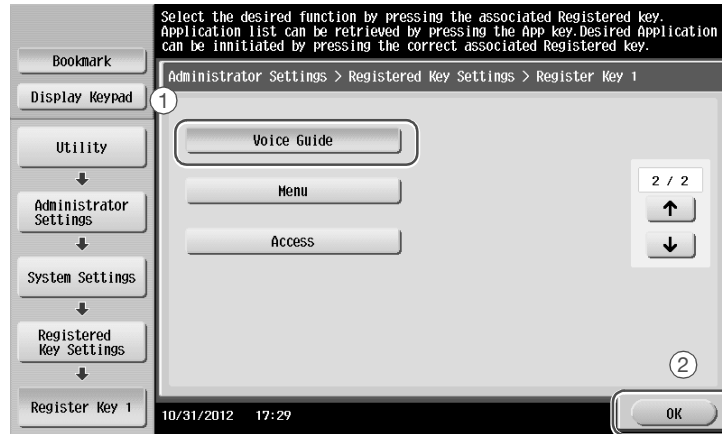 Select the desired function by pressing the associated Registered key.
Application list can be retrieved by pressing the App key.Desired Application
can be innitiated by pressing the correct associated Registered key.
Bookmark
Display Keypad
Administrator Settings > Registered Key Settings > Register Key 1
1
Utility
Administrator
Settings
System Settings
Registered
Key Settings
Register Key 1
Voice Guide
Menu
Access
2 / 2
2
10/31/2012 17:29
OK